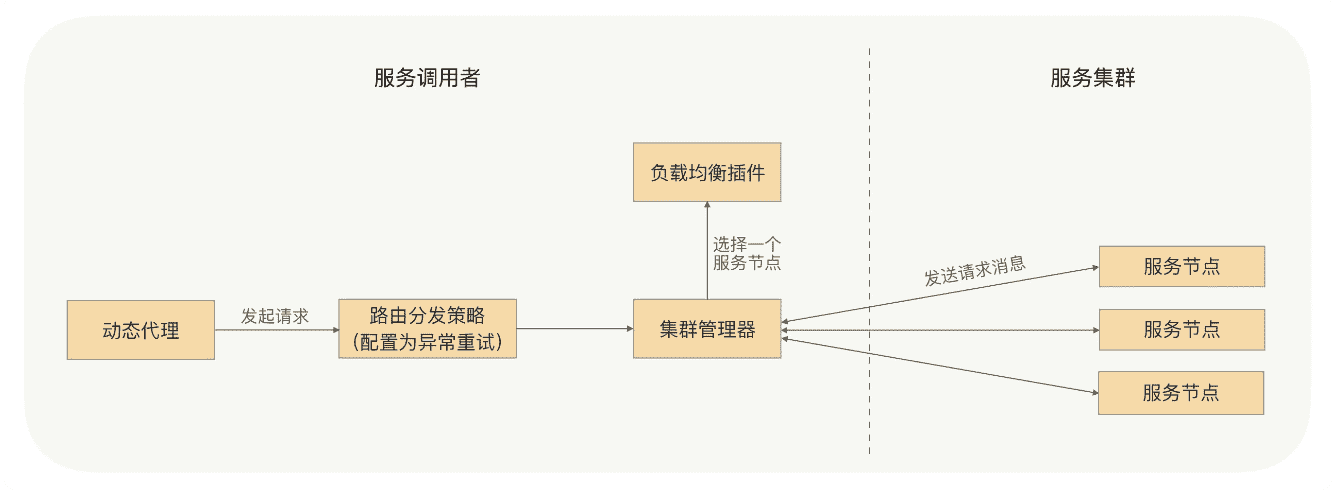 服务调用者
服务集群
负载均衡插件
选择一个
服务节点
动态代理
发起请求
路由分发策略
（配置为异常重试）
集群管理器
发送请求消息
服务节点
服务节点
服务节点